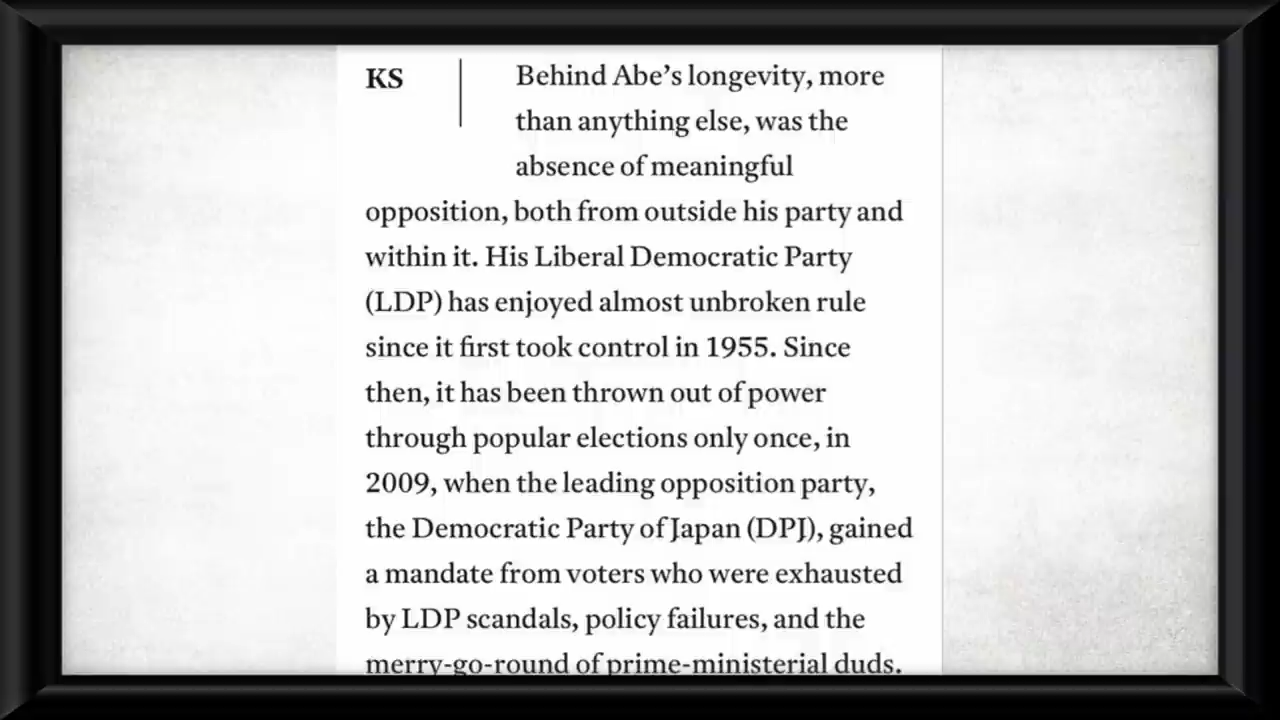 KS
Behind Abe's longevity, more
than anything else, was the
absence of meaningful
opposition, both from outside his party and
within it. His Liberal Democratic Party
(LDP) has enjoyed almost unbroken rule
since it first took control in 1955. Since
then, it has been thrown out of power
through popular elections only once, in
2009, when the leading opposition party,
the Democratic Party of Japan (DPJ), gained
a mandate from voters who were exhausted
by LDP scandals, policy failures, and the
merry-go-round of prime-ministerial duds.